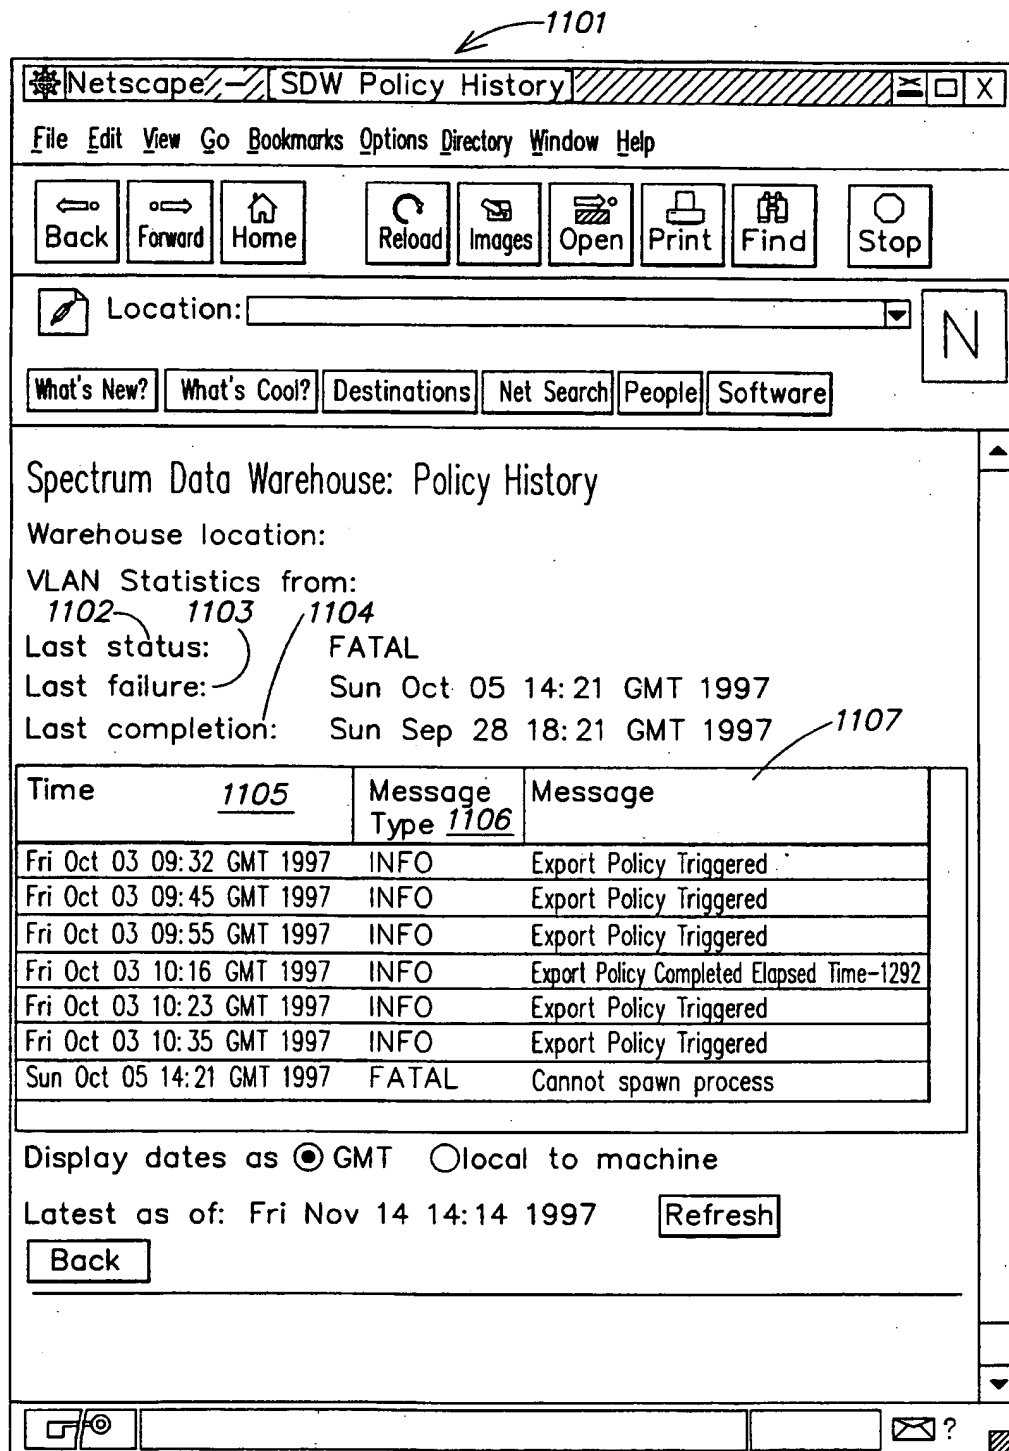 1101
Netscape - SDW Policy History X
File Edit View Go Bookmarks Options Directory Window Help
Back Forward Home Reload Images Open Print Find Stop
Location: N
What's New? What's Cool? Destinations Net Search People Software
Spectrum Data Warehouse: Policy History
Warehouse location:
VLAN Statistics from:
1102 1103 1104
Last status: FATAL
Last failure: Sun Oct 05 14:21 GMT 1997
Last completion: Sun Sep 28 18:21 GMT 1997
1107
Time 1105 Message Type 1106 Message
Fri Oct 03 09:32 GMT 1997 INFO Export Policy Triggered
Fri Oct 03 09:45 GMT 1997 INFO Export Policy Triggered
Fri Oct 03 09:55 GMT 1997 INFO Export Policy Triggered
Fri Oct 03 10:16 GMT 1997 INFO Export Policy Completed Elapsed Time-1292
Fri Oct 03 10:23 GMT 1997 INFO Export Policy Triggered
Fri Oct 03 10:35 GMT 1997 INFO Export Policy Triggered
Sun Oct 05 14:21 GMT 1997 FATAL Cannot spawn process
Display dates as GMT local to machine
Latest as of: Fri Nov 14 14:14 1997 Refresh
Back
?